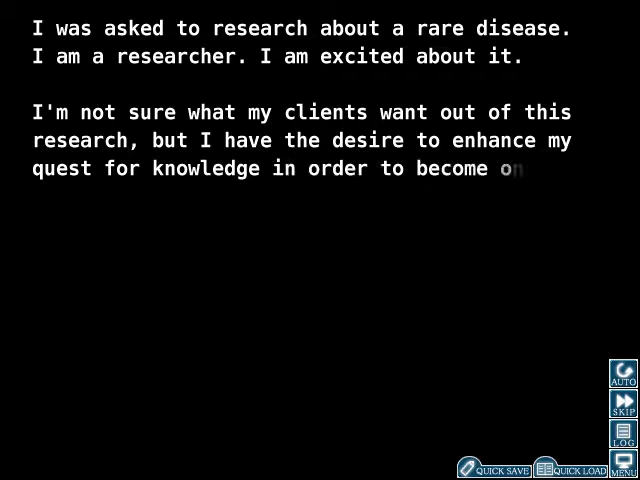 I was asked to research about a rare disease.
I am a researcher. I am excited about it.
I'm not sure what my clients want out of this
research, but I have the desire to enhance my
quest for knowledge in order to become on
AUTO
SKIP
LOG
MENU
QUICK SAVE
QUICK LOAD